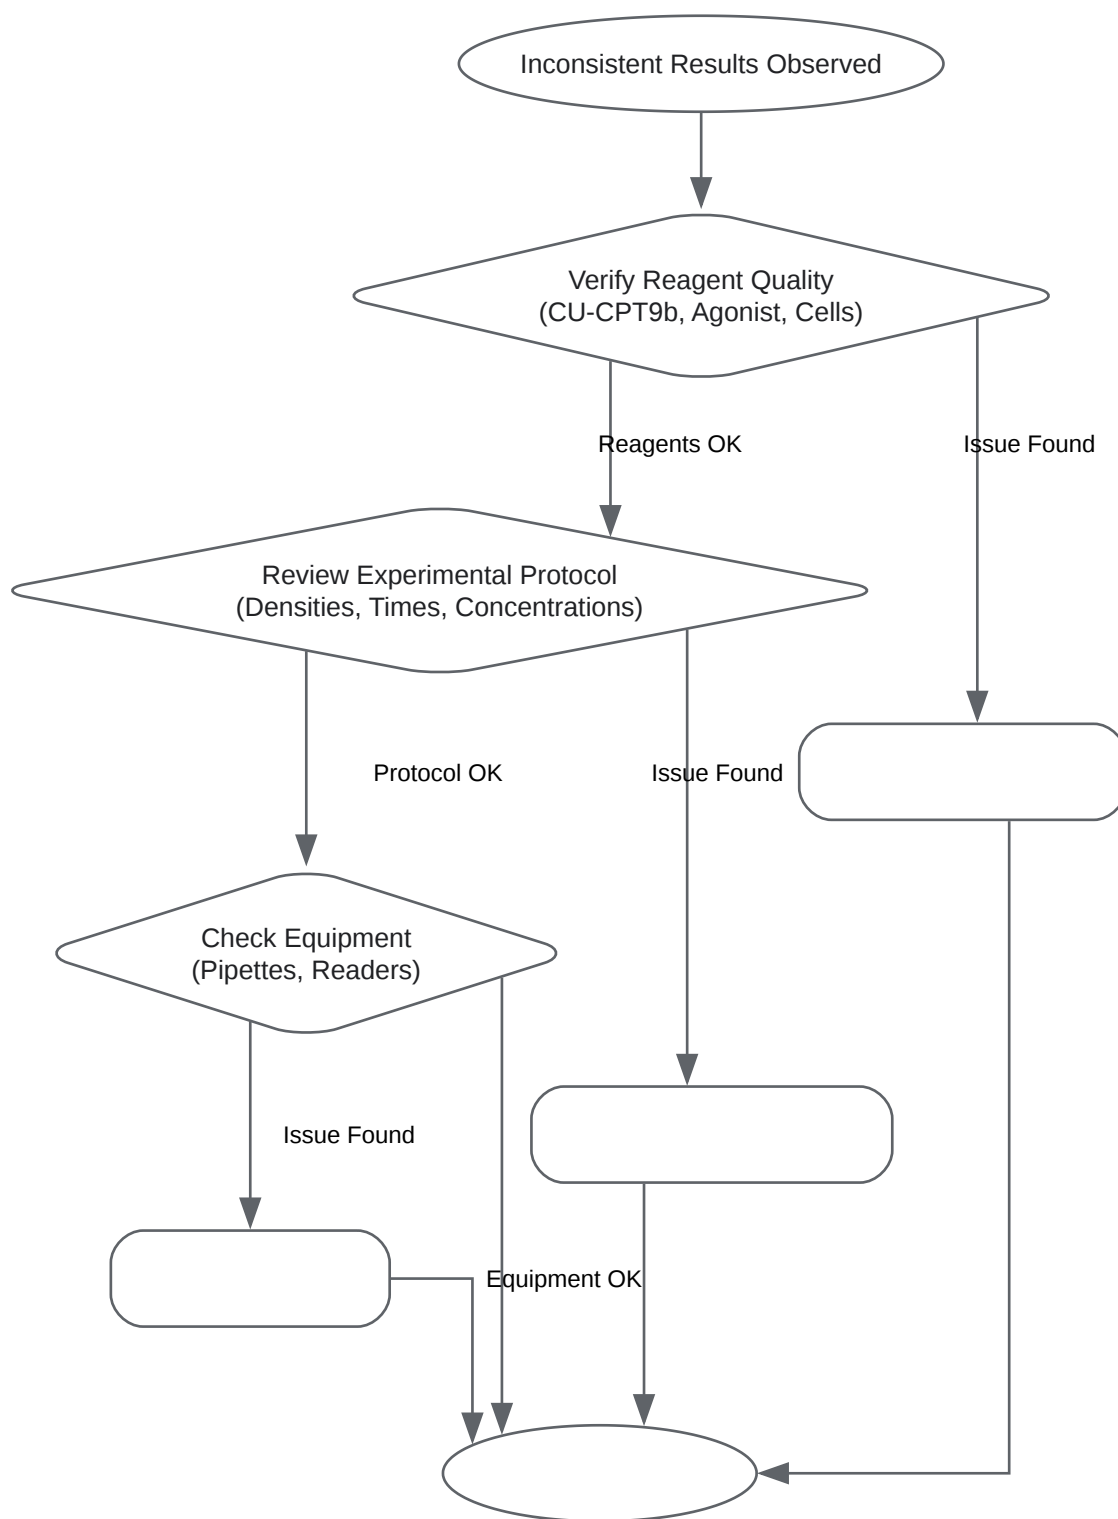 Inconsistent Results Observed
Verify Reagent Quality
(CU-CPT9b, Agonist, Cells)
Reagents OK
Issue Found
Review Experimental Protocol
(Densities, Times, Concentrations)
Protocol OK
Issue Found
Check Equipment
(Pipettes, Readers)
Issue Found
Equipment OK